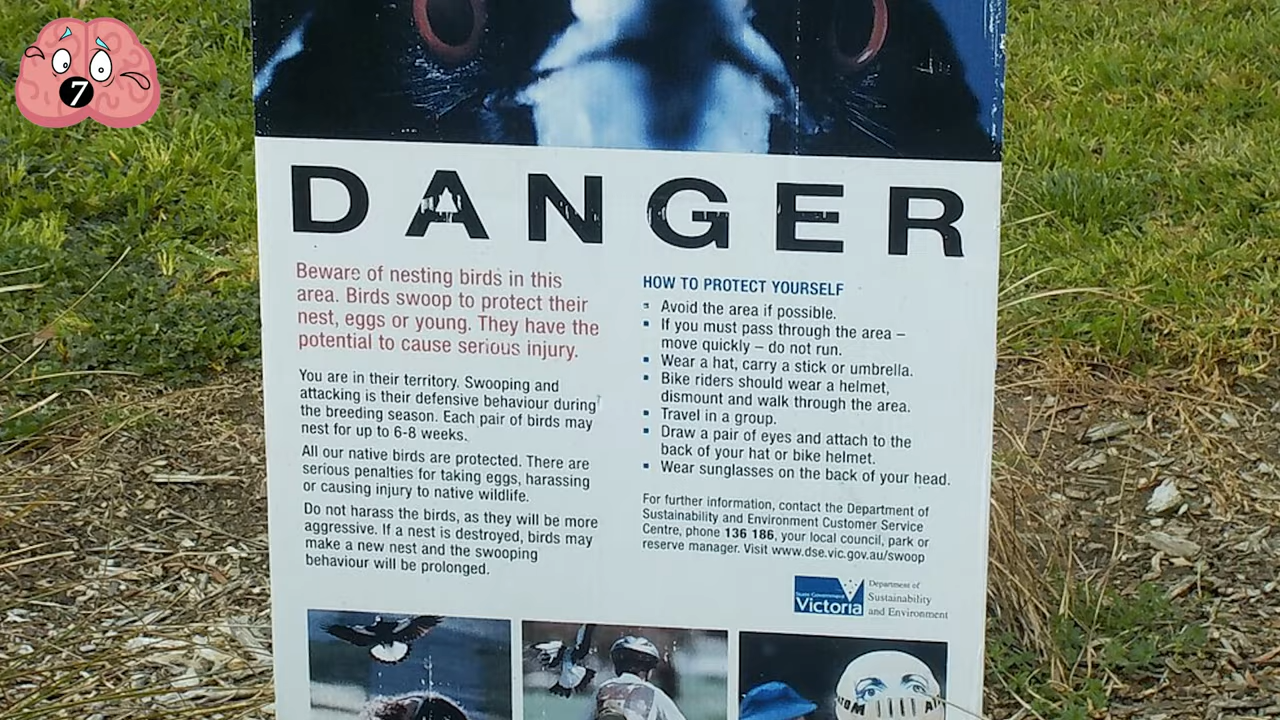 7
DANGER
Beware of nesting birds in this
area. Birds swoop to protect their
nest, eggs or young. They have the
potential to cause serious injury.
You are in their territory. Swooping and
attacking is their defensive behaviour during
the breeding season. Each pair of birds may
nest for up to 6-8 weeks.
All our native birds are protected. There are
serious penalties for taking eggs, harassing
or causing injury to native wildlife.
Do not harass the birds, as they will be more
aggressive. If a nest is destroyed, birds may
make a new nest and the swooping
behaviour will be prolonged.
HOW TO PROTECT YOURSELF
▪ Avoid the area if possible.
▪ If you must pass through the area –
move quickly – do not run.
▪ Wear a hat, carry a stick or umbrella.
▪ Bike riders should wear a helmet,
dismount and walk through the area.
▪ Travel in a group.
▪ Draw a pair of eyes and attach to the
back of your hat or bike helmet.
▪ Wear sunglasses on the back of your head.
For further information, contact the Department of
Sustainability and Environment Customer Service
Centre, phone 136 186, your local council, park or
reserve manager. Visit www.dse.vic.gov.au/swoop
State Government
Victoria
Department of
Sustainability
and Environment